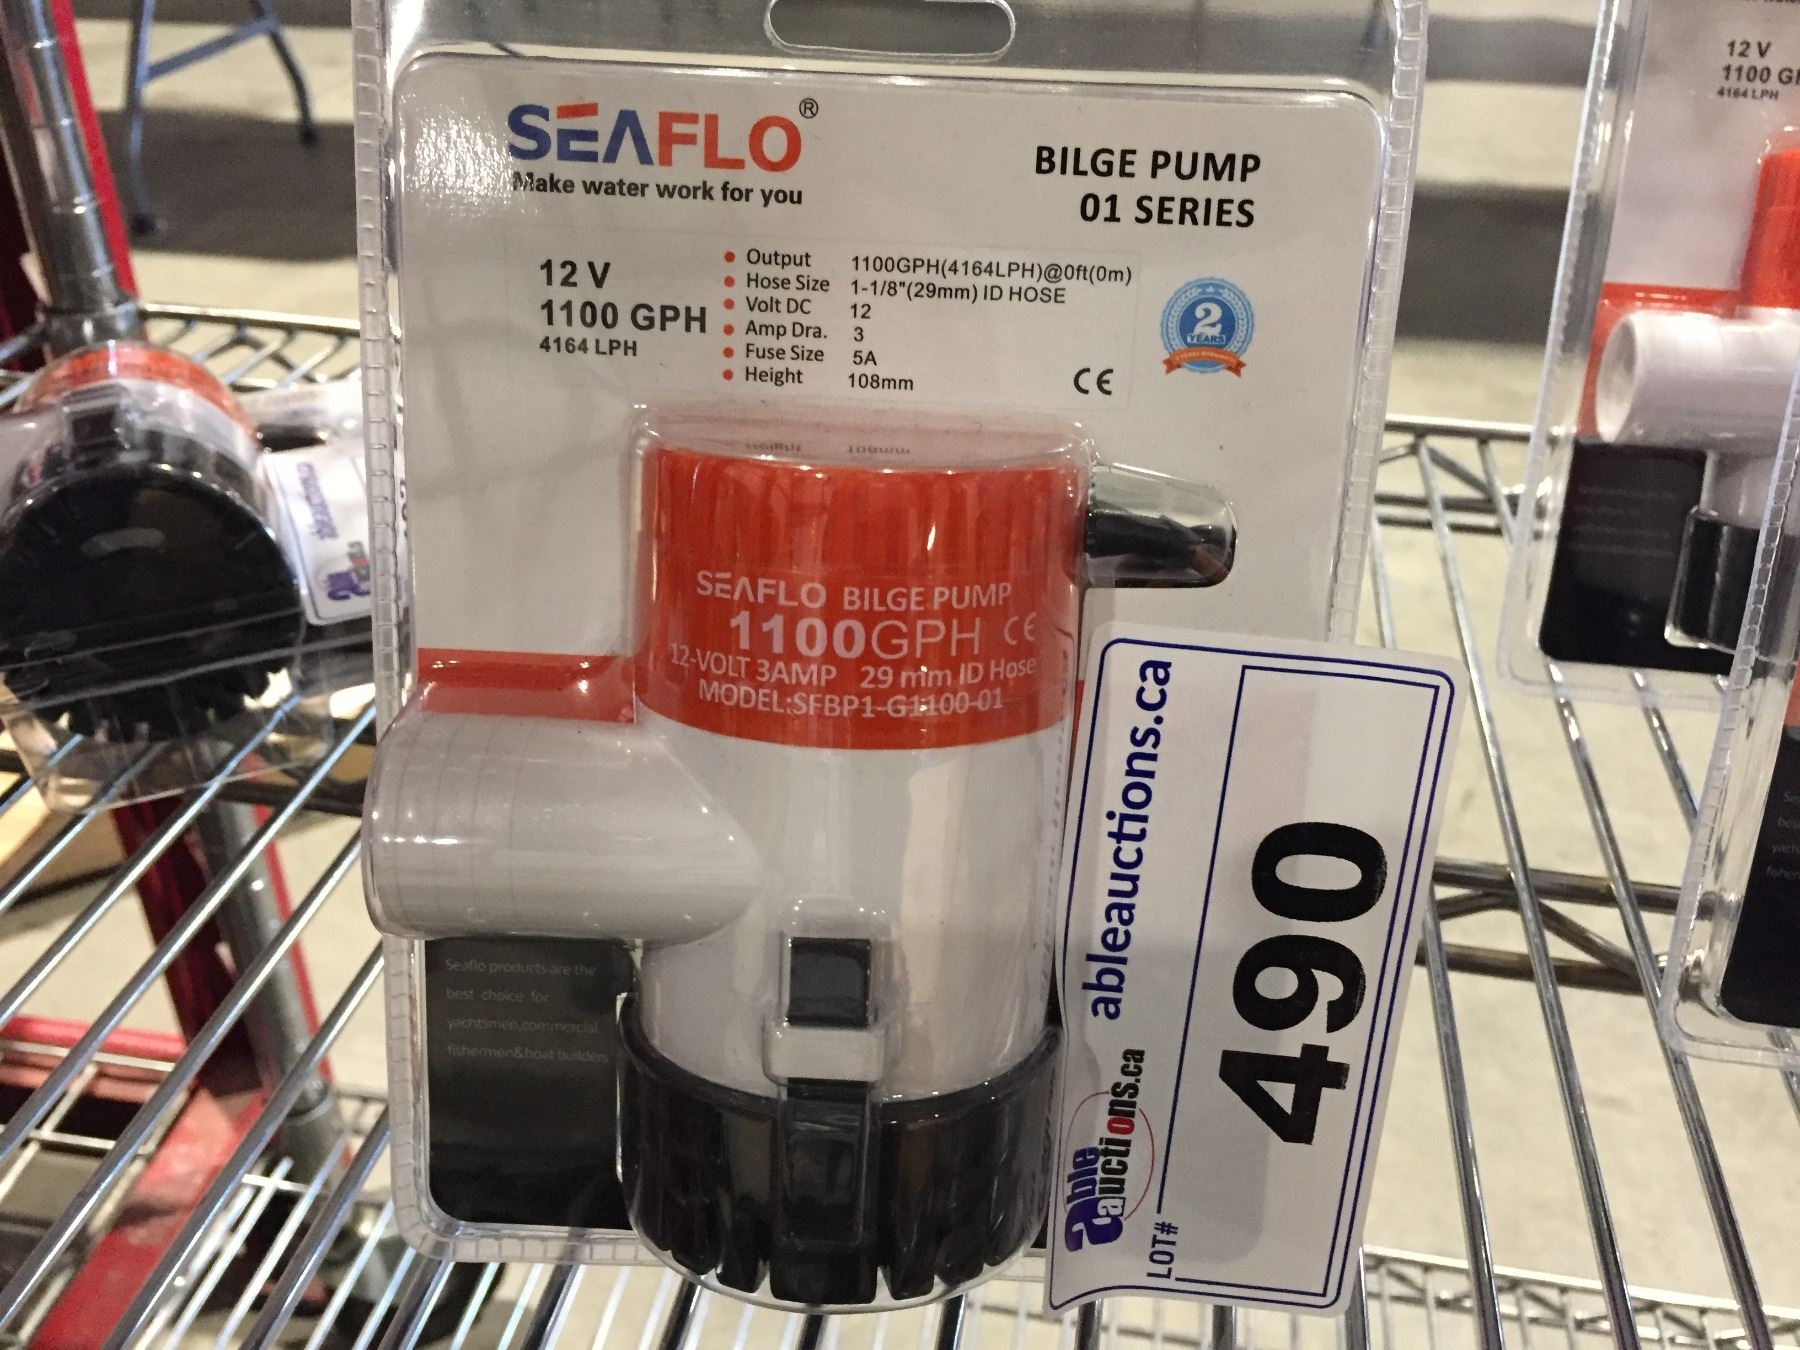 SEAFLO®
Make water work for you
BILGE PUMP
01 SERIES
12 V
1100 GPH
4164 LPH
Output 1100GPH(4164LPH)@0ft(0m)
Hose Size 1-1/8"(29mm) ID HOSE
Volt DC 12
Amp Dra. 3
Fuse Size 5A
Height 108mm
CE
2
YEARS
2 YEARS WARRANTY
SEAFLO BILGE PUMP
1100GPH CE
12-VOLT 3AMP 29 mm ID Hose
MODEL:SFBP1-G1100-01
Seaflo products are the
best choice for
yachtsmen,commercial
fishermen&boat builders
ableauctions.ca
able auctions.ca
LOT#
490
12 V
1100 G
4164 LPH